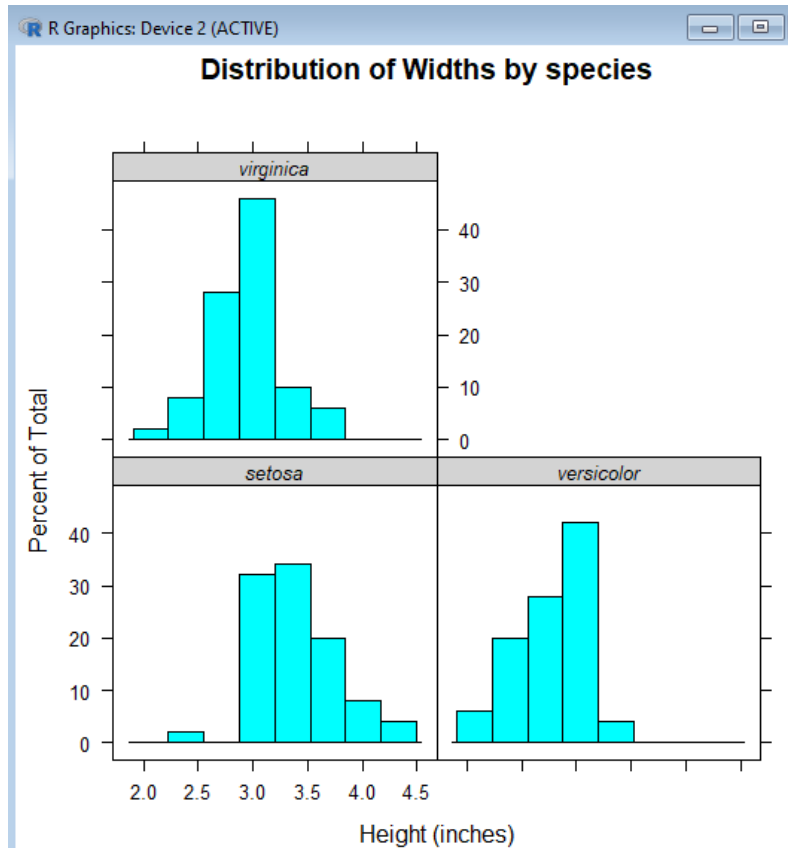 R Graphics: Device 2 (ACTIVE)
Distribution of Widths by species
virginica
40
30
20
10
0
Percent of Total
setosa
versicolor
40
30
20
10
0
2.0 2.5 3.0 3.5 4.0 4.5
Height (inches)